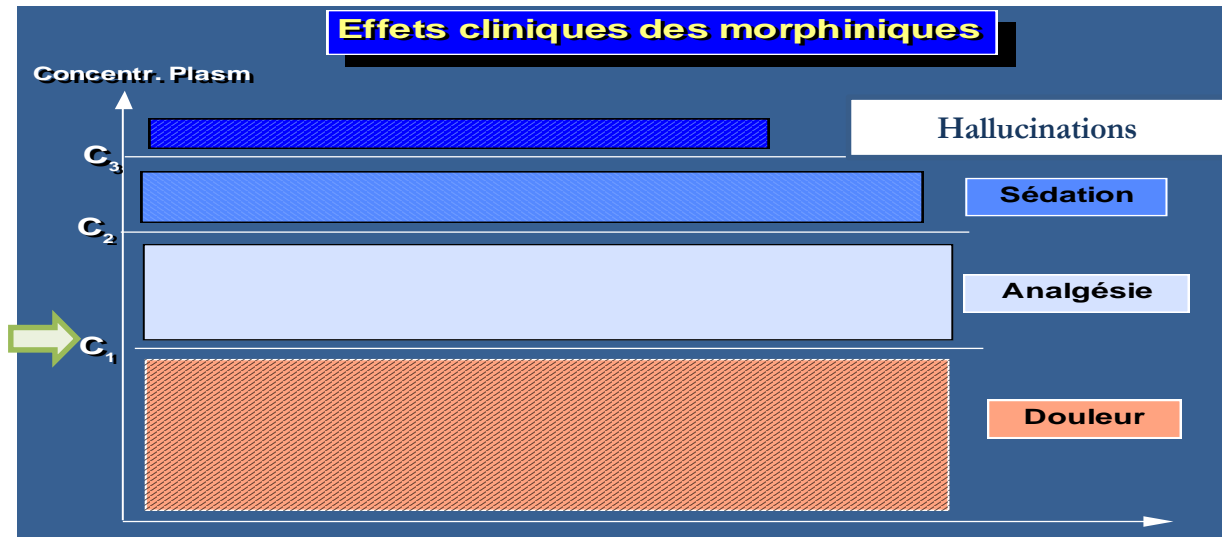 Effets cliniques des morphiniques
Concentr. Plasm
Hallucinations
C3
Sédation
C2
Analgésie
C1
Douleur